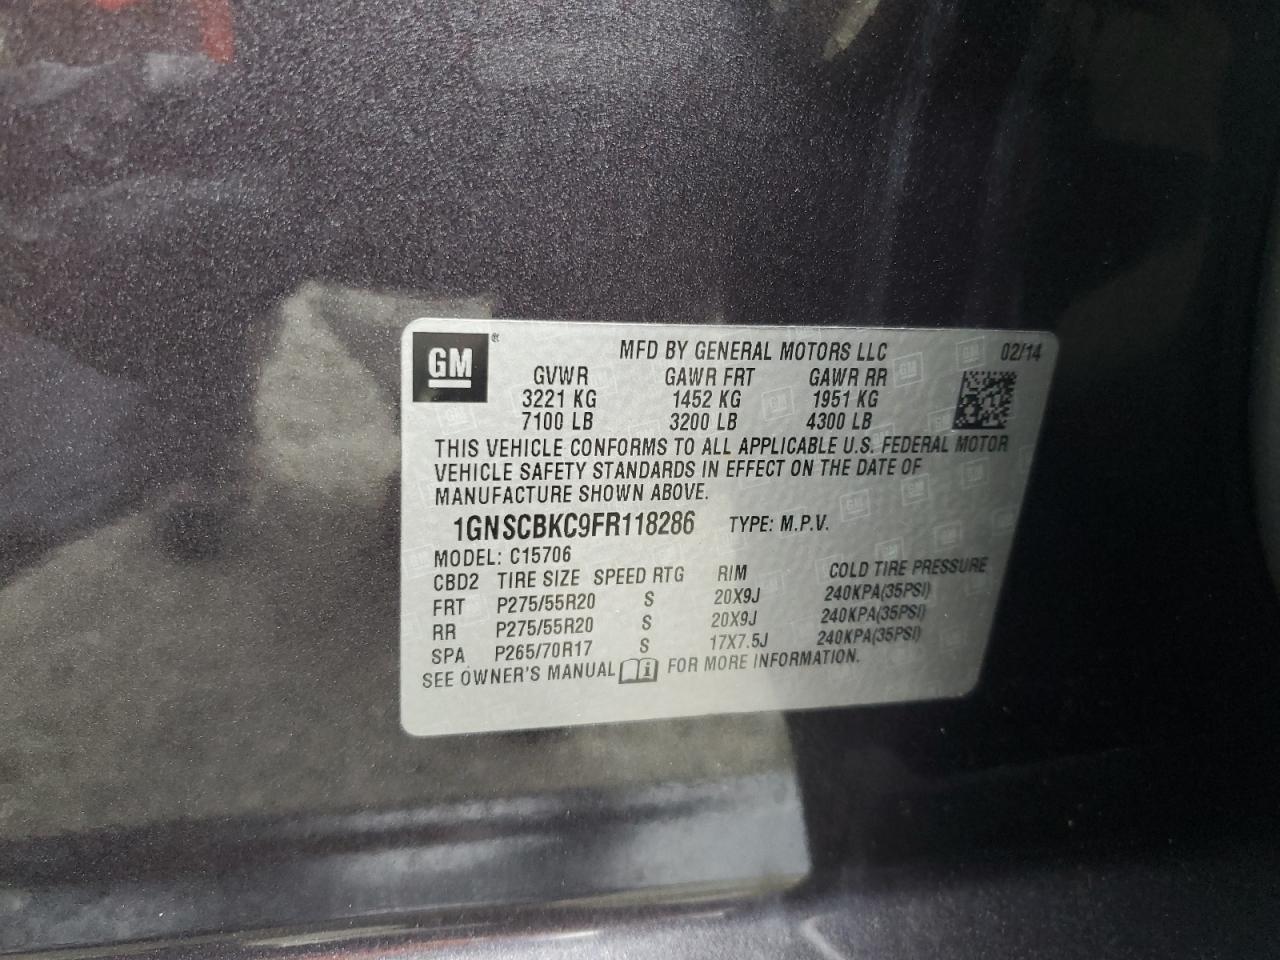 GM ®
MFD BY GENERAL MOTORS LLC 02/14
GVWR GAWR FRT GAWR RR
3221 KG 1452 KG 1951 KG
7100 LB 3200 LB 4300 LB
THIS VEHICLE CONFORMS TO ALL APPLICABLE U.S. FEDERAL MOTOR
VEHICLE SAFETY STANDARDS IN EFFECT ON THE DATE OF
MANUFACTURE SHOWN ABOVE.
1GNSCBKC9FR118286 TYPE: M.P.V.
MODEL: C15706
CBD2 TIRE SIZE SPEED RTG RIM COLD TIRE PRESSURE
FRT P275/55R20 S 20X9J 240KPA(35PSI)
RR P275/55R20 S 20X9J 240KPA(35PSI)
SPA P265/70R17 S 17X7.5J 240KPA(35PSI)
SEE OWNER'S MANUAL FOR MORE INFORMATION.